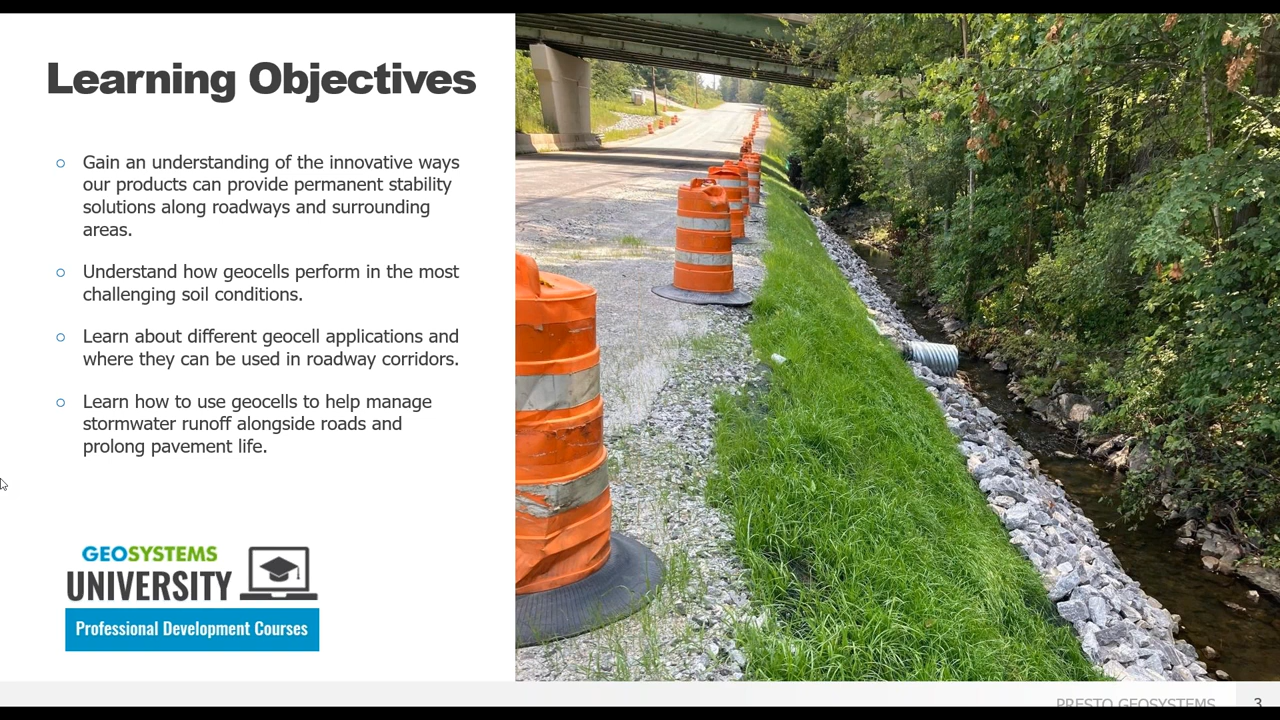 Learning Objectives
○ Gain an understanding of the innovative ways
our products can provide permanent stability
solutions along roadways and surrounding
areas.
○ Understand how geocells perform in the most
challenging soil conditions.
○ Learn about different geocell applications and
where they can be used in roadway corridors.
○ Learn how to use geocells to help manage
stormwater runoff alongside roads and
prolong pavement life.
GEOSYSTEMS
UNIVERSITY
Professional Development Courses
PRESTO GEOSYSTEMS 3